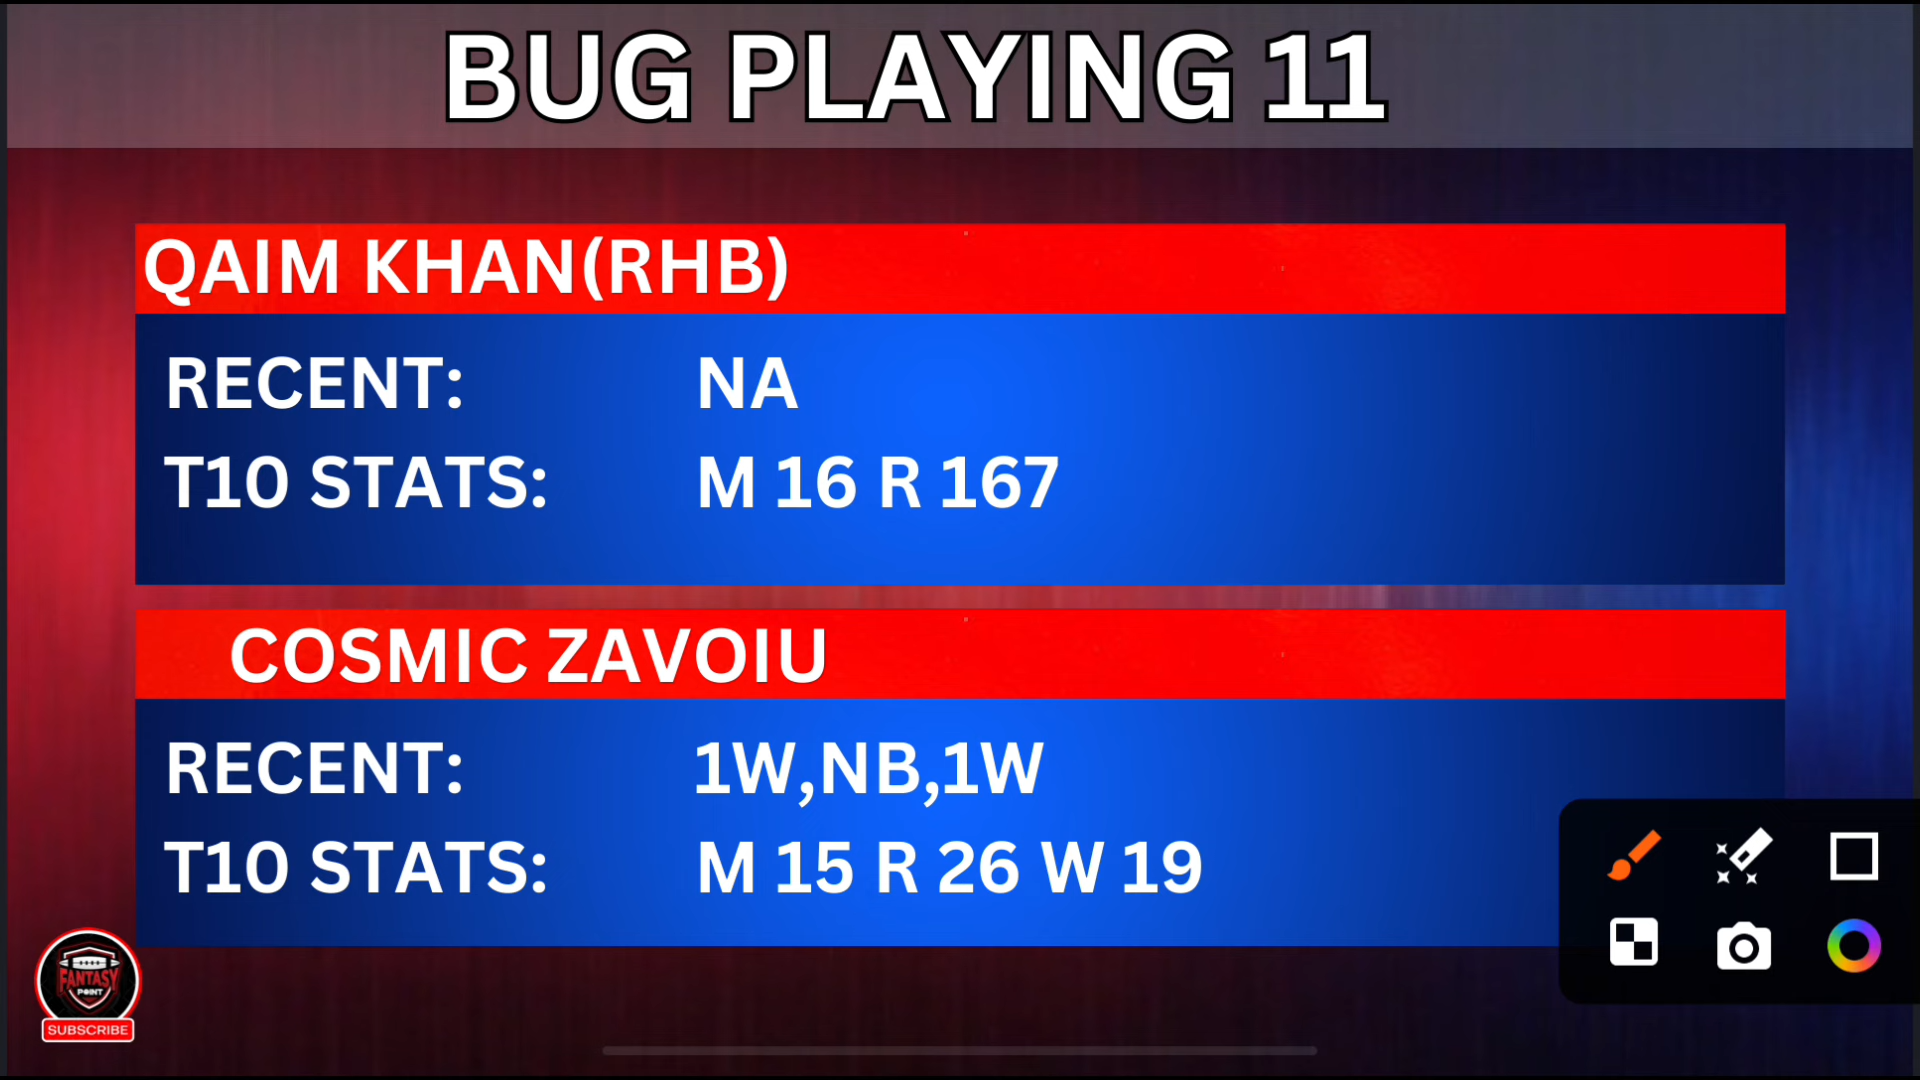 BUG PLAYING 11
QAIM KHAN(RHB)
RECENT: NA
T10 STATS: M 16 R 167
COSMIC ZAVOIU
RECENT: 1W,NB,1W
T10 STATS: M 15 R 26 W 19
FANTASY
POINT
SUBSCRIBE